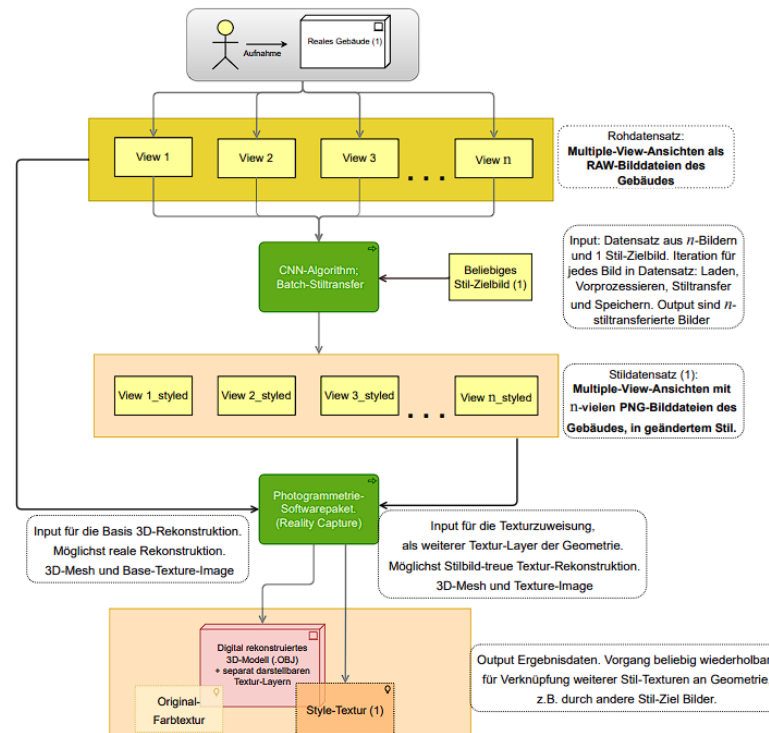 Aufnahme
Reales Gebäude (1)
View 1
View 2
View 3
. . .
View n
Rohdatensatz:
Multiple-View-Ansichten als
RAW-Bilddateien des
Gebäudes
CNN-Algorithm;
Batch-Stiltransfer
Beliebiges
Stil-Zielbild (1)
Input: Datensatz aus n-Bildern
und 1 Stil-Zielbild. Iteration für
jedes Bild in Datensatz: Laden,
Vorprozessieren, Stiltransfer
und Speichern. Output sind n-
stiltransferierte Bilder
View 1_styled
View 2_styled
View 3_styled
. . .
View n_styled
Stildatensatz (1):
Multiple-View-Ansichten mit
n-vielen PNG-Bilddateien des
Gebäudes, in geändertem Stil.
Photogrammetrie-
Softwarepaket.
(Reality Capture)
Input für die Basis 3D-Rekonstruktion.
Möglichst reale Rekonstruktion.
3D-Mesh und Base-Texture-Image
Input für die Texturzuweisung,
als weiterer Textur-Layer der Geometrie.
Möglichst Stilbild-treue Textur-Rekonstruktion.
3D-Mesh und Texture-Image
Digital rekonstruiertes
3D-Modell (.OBJ)
+ separat darstellbaren
Textur-Layern
Original-
Farbtextur
Style-Textur (1)
Output Ergebnisdaten. Vorgang beliebig wiederholbar
für Verknüpfung weiterer Stil-Texturen an Geometrie
z.B. durch andere Stil-Ziel Bilder.